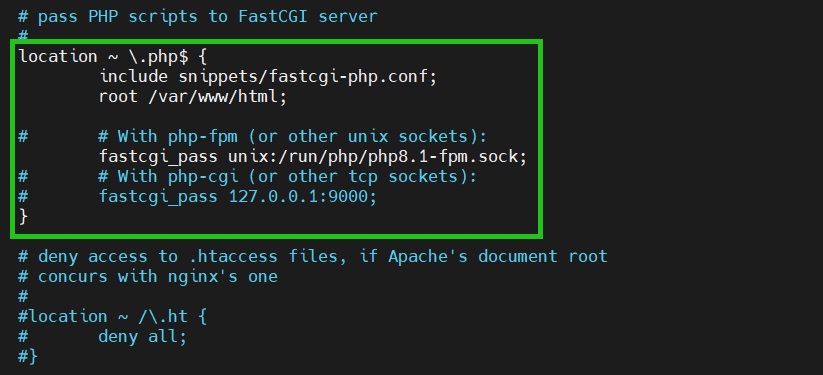 # pass PHP scripts to FastCGI server
#
location ~ \.php$ {
        include snippets/fastcgi-php.conf;
        root /var/www/html;

#       # With php-fpm (or other unix sockets):
        fastcgi_pass unix:/run/php/php8.1-fpm.sock;
#       # With php-cgi (or other tcp sockets):
#       fastcgi_pass 127.0.0.1:9000;
}

# deny access to .htaccess files, if Apache's document root
# concurs with nginx's one
#
#location ~ /\.ht {
#       deny all;
#}